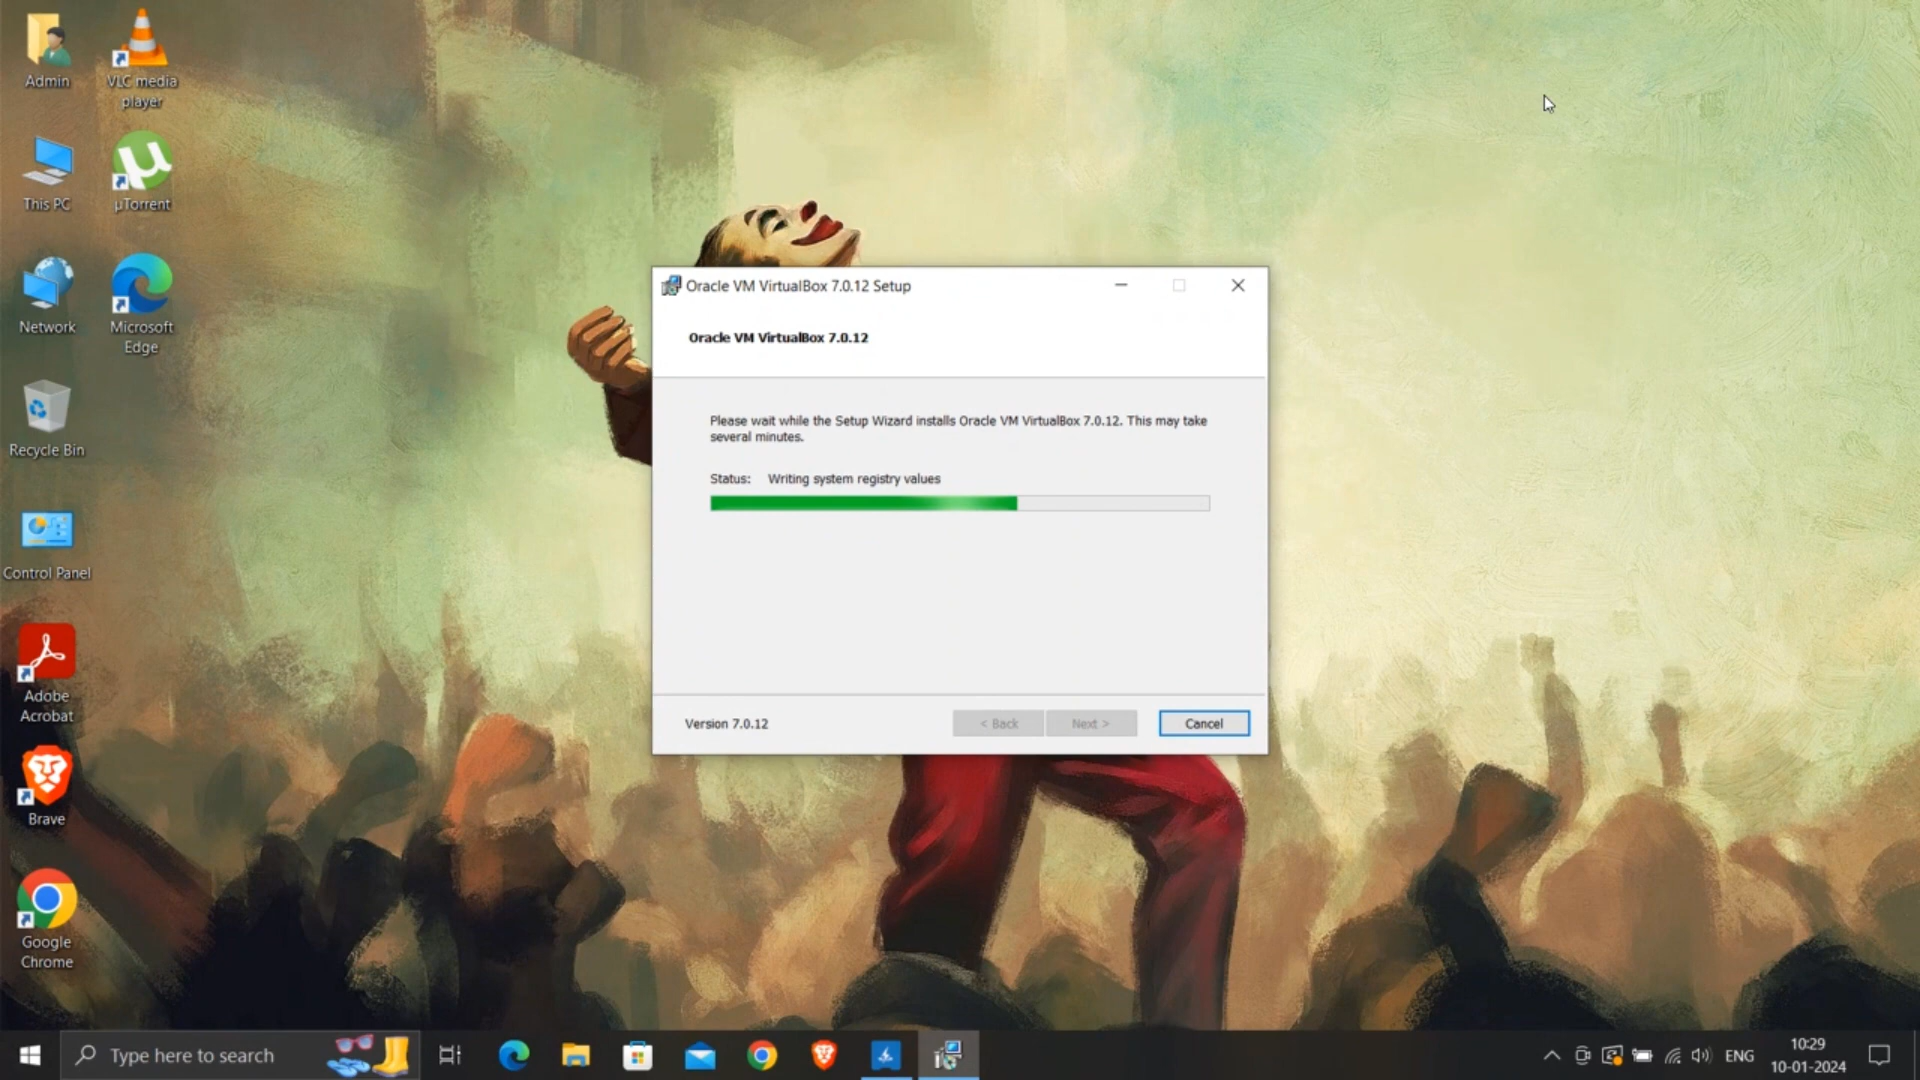 Admin
VLC media
player
This PC
µTorrent
Network
Microsoft
Edge
Recycle Bin
Control Panel
Adobe
Acrobat
Brave
Google
Chrome
Oracle VM VirtualBox 7.0.12 Setup
Oracle VM VirtualBox 7.0.12
Please wait while the Setup Wizard installs Oracle VM VirtualBox 7.0.12. This may take
several minutes.
Status: Writing system registry values
Version 7.0.12
< Back
Next >
Cancel
Type here to search
ENG
10:29
10-01-2024